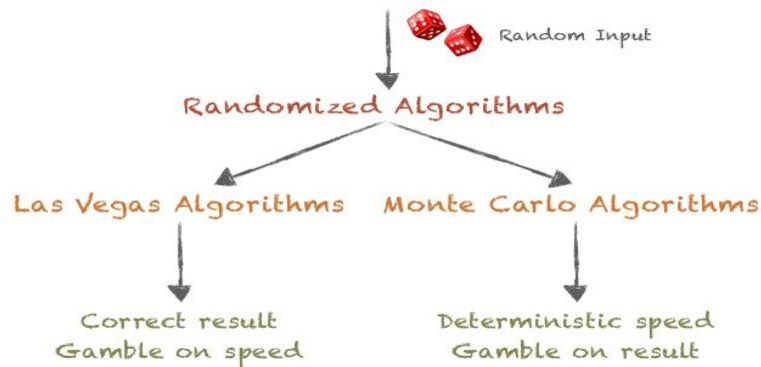 Random Input
Randomized Algorithms
Las Vegas Algorithms
Monte Carlo Algorithms
Correct result
Gamble on speed
Deterministic speed
Gamble on result